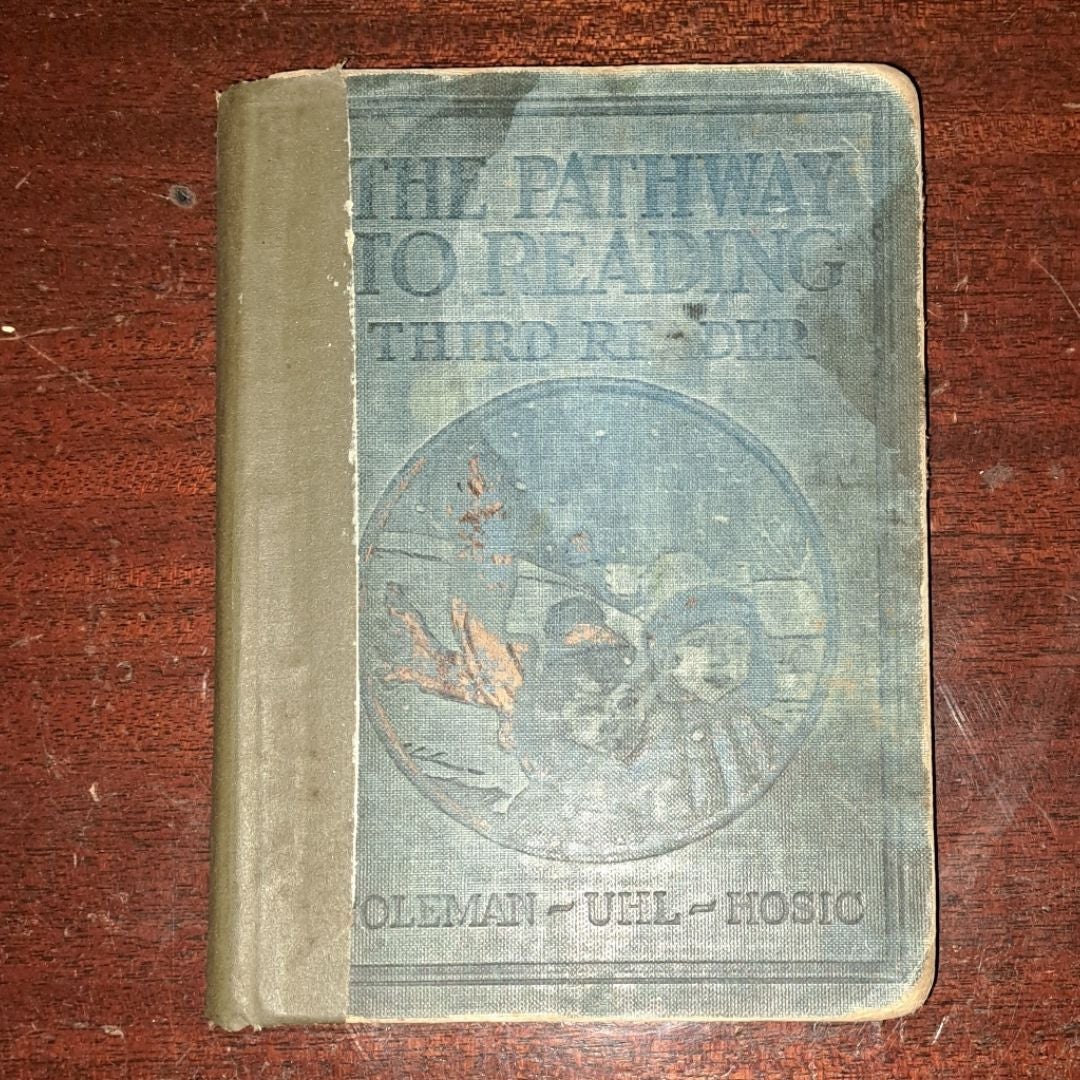 THE PATHWAY
TO READING
THIRD READER
COLEMAN ~ UHL ~ HOSIC